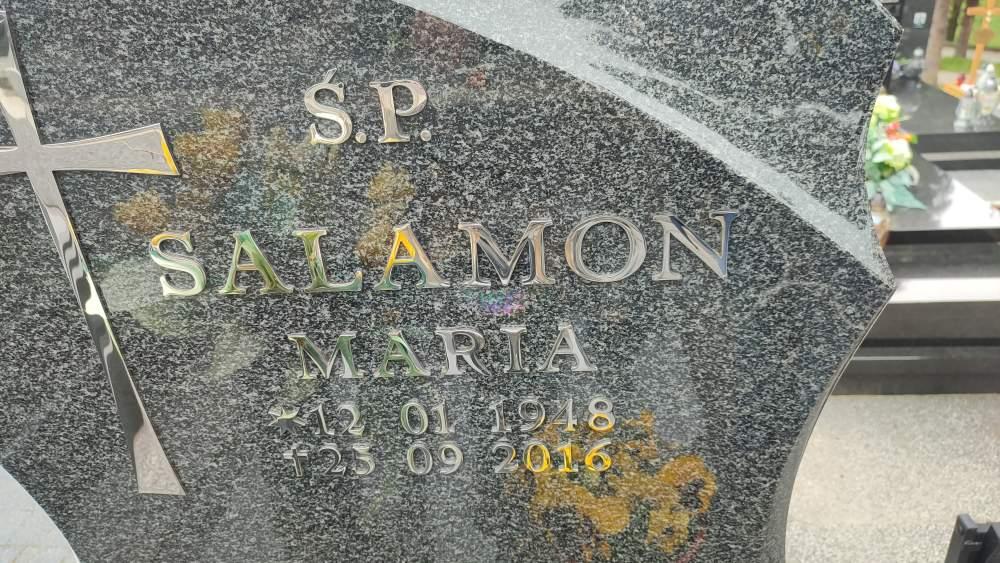 Ś.P.
SALAMON
MARIA
*12 01 1948
†25 09 2016